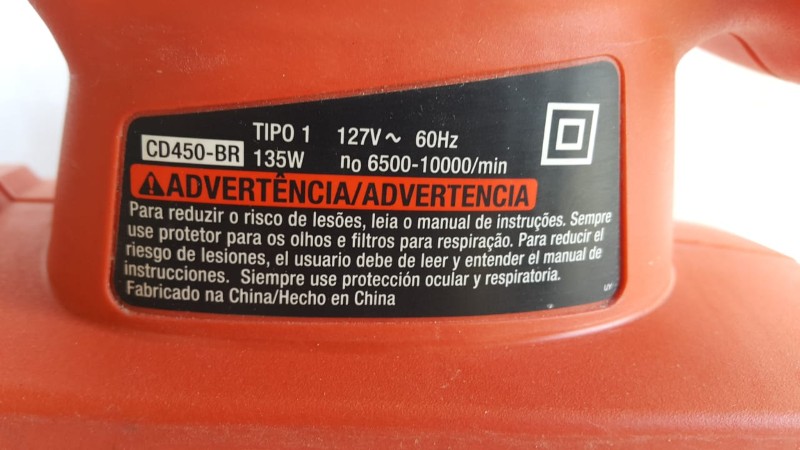 CD450-BR TIPO 1 127V~ 60Hz
135W no 6500-10000/min
ADVERTÊNCIA/ADVERTENCIA
Para reduzir o risco de lesões, leia o manual de instruções. Sempre
use protetor para os olhos e filtros para respiração. Para reducir el
riesgo de lesiones, el usuario debe de leer y entender el manual de
instrucciones. Siempre use protección ocular y respiratoria.
Fabricado na China/Hecho en China